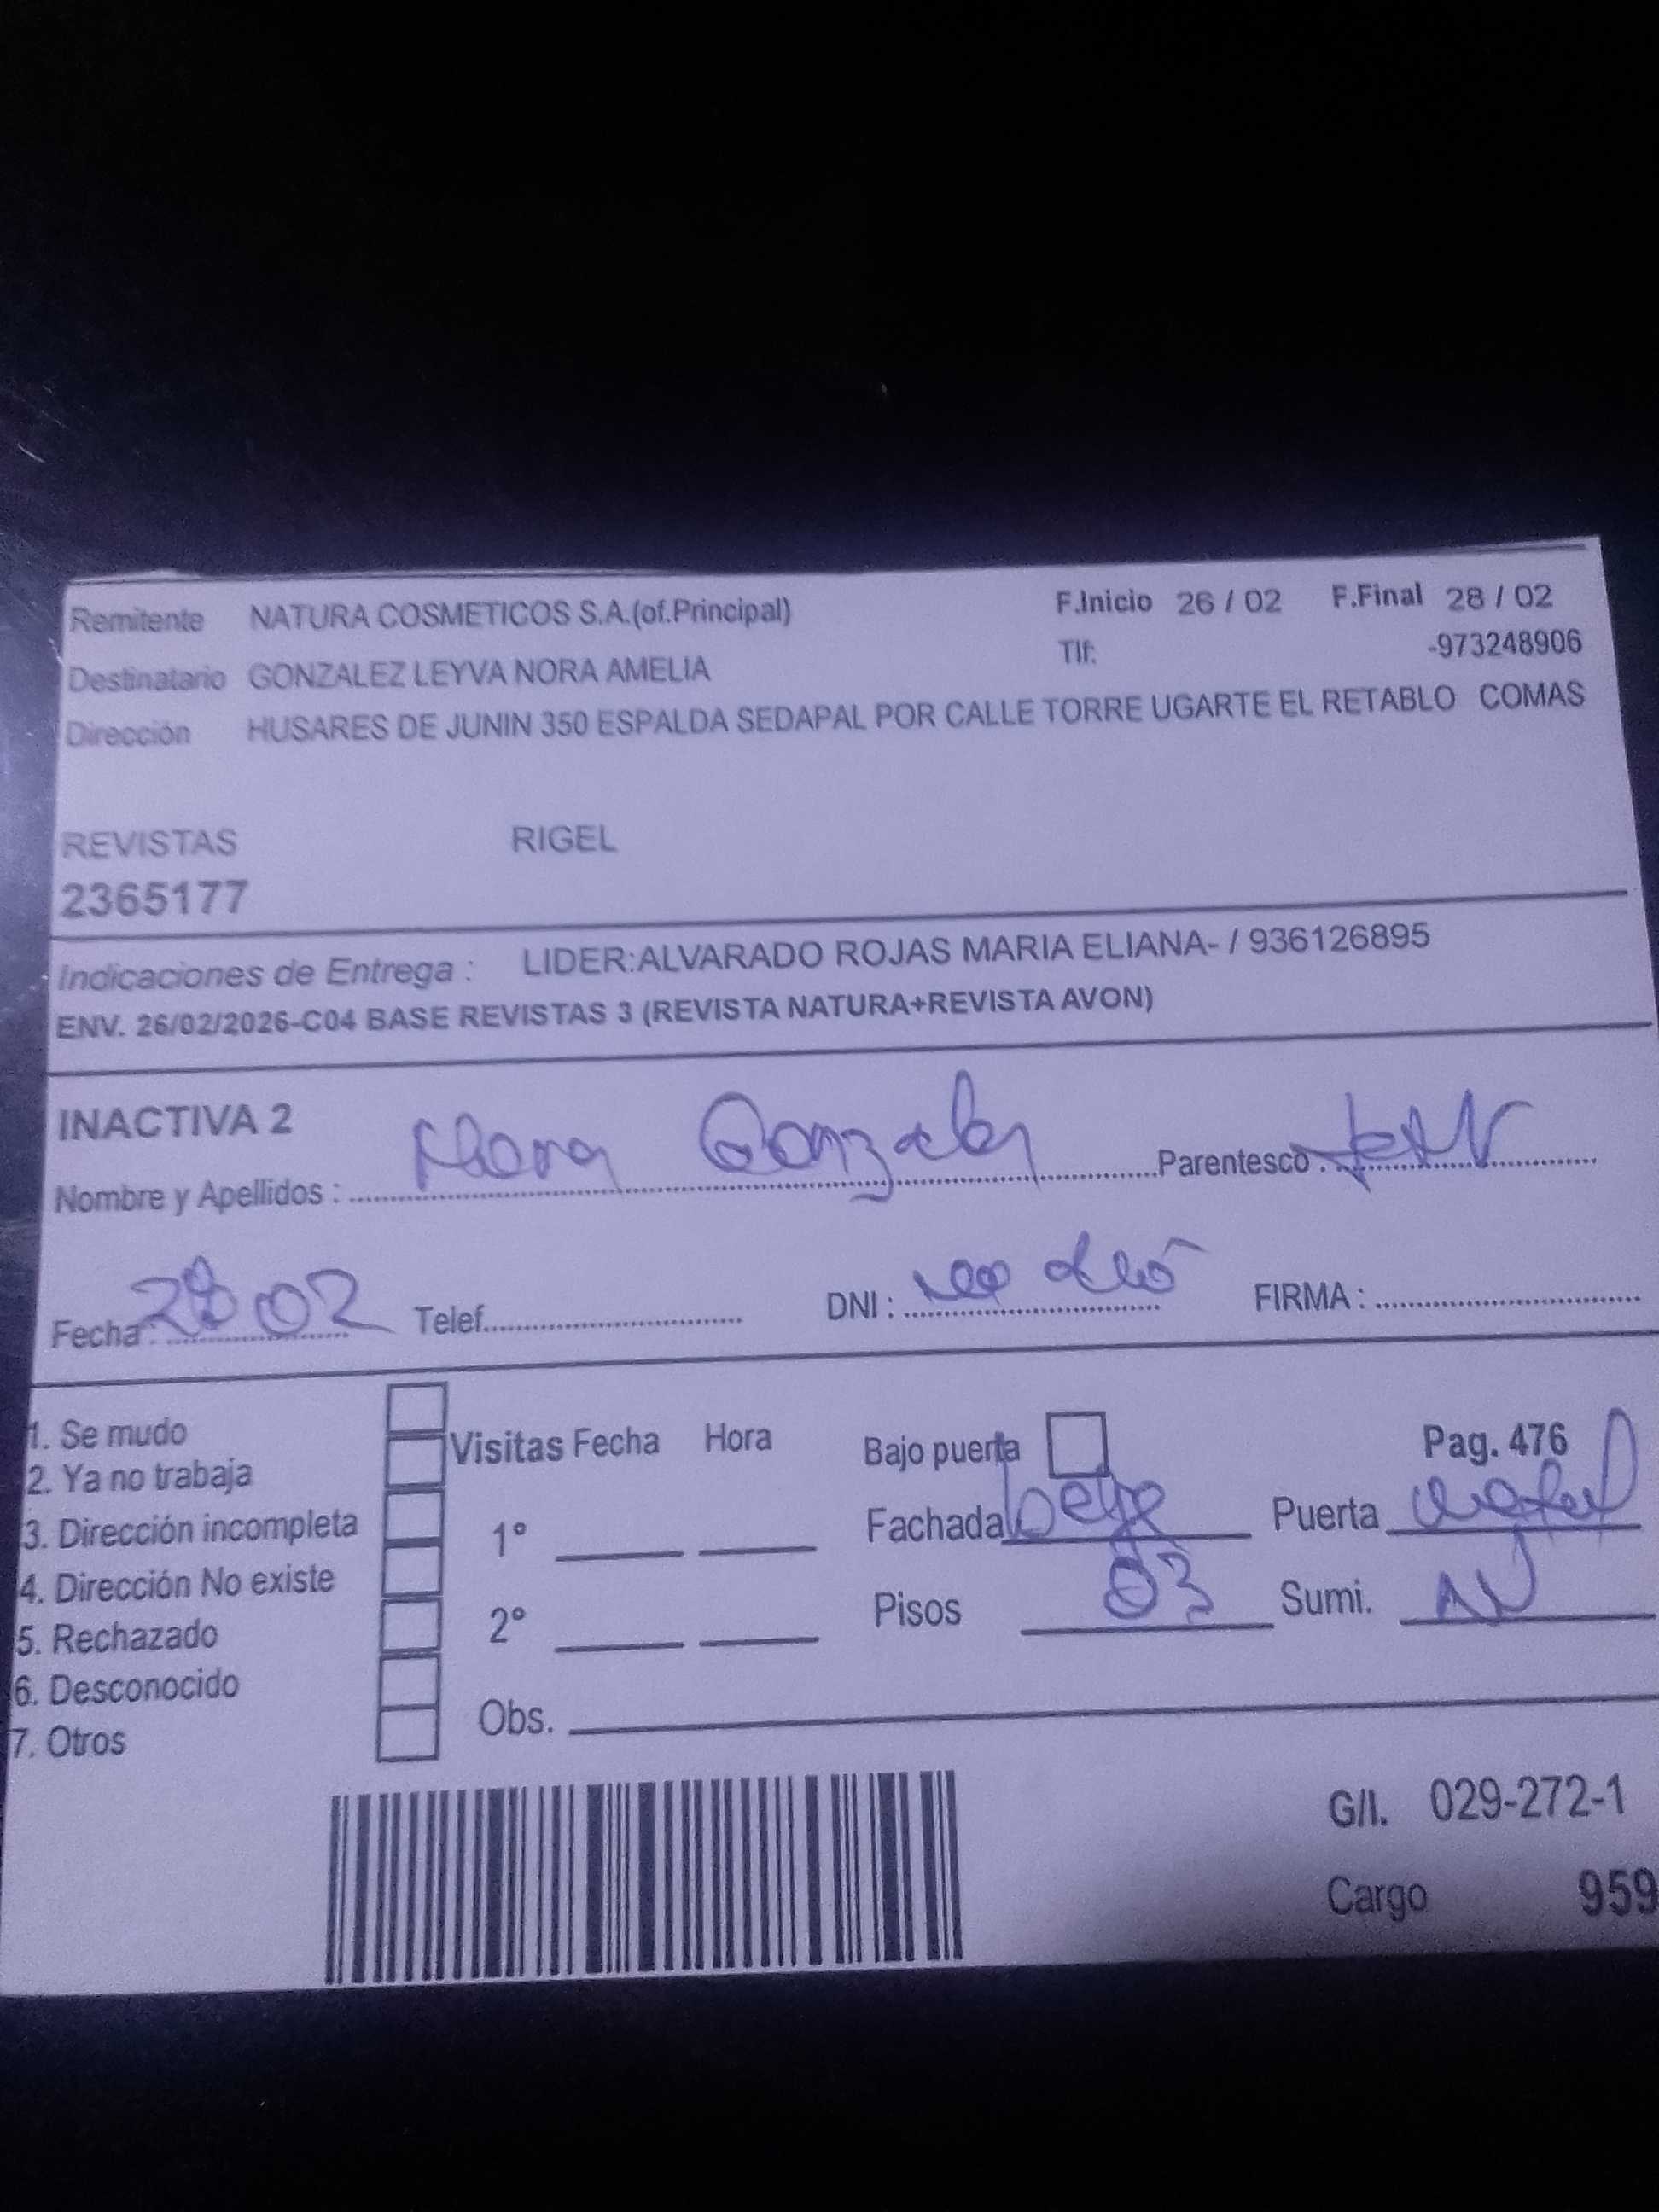 Remitente NATURA COSMETICOS S.A.(of.Principal) F.Inicio 26 / 02 F.Final 28 / 02
Tlf: -973248906
Destinatario GONZALEZ LEYVA NORA AMELIA
Dirección HUSARES DE JUNIN 350 ESPALDA SEDAPAL POR CALLE TORRE UGARTE EL RETABLO COMAS
REVISTAS RIGEL
2365177
Indicaciones de Entrega : LIDER:ALVARADO ROJAS MARIA ELIANA- / 936126895
ENV. 26/02/2026-C04 BASE REVISTAS 3 (REVISTA NATURA+REVISTA AVON)
INACTIVA 2
Nombre y Apellidos : Gonzales Parentesco :
Fecha : 28 02 Telef. DNI : FIRMA :
1. Se mudo
2. Ya no trabaja
3. Dirección incompleta
4. Dirección No existe
5. Rechazado
6. Desconocido
7. Otros
Visitas Fecha Hora
1°
2°
Obs.
Bajo puerta Pag. 476
Fachada beige Puerta
Pisos 03 Sumi.
G/I. 029-272-1
Cargo 959